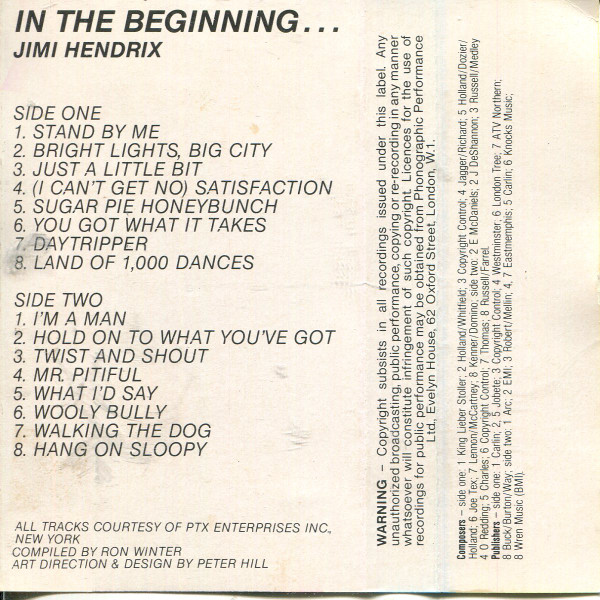 IN THE BEGINNING...
JIMI HENDRIX
SIDE ONE
1. STAND BY ME
2. BRIGHT LIGHTS, BIG CITY
3. JUST A LITTLE BIT
4. (I CAN'T GET NO) SATISFACTION
5. SUGAR PIE HONEYBUNCH
6. YOU GOT WHAT IT TAKES
7. DAYTRIPPER
8. LAND OF 1,000 DANCES
SIDE TWO
1. I'M A MAN
2. HOLD ON TO WHAT YOU'VE GOT
3. TWIST AND SHOUT
4. MR. PITIFUL
5. WHAT I'D SAY
6. WOOLY BULLY
7. WALKING THE DOG
8. HANG ON SLOOPY
ALL TRACKS COURTESY OF PTX ENTERPRISES INC.,
NEW YORK
COMPILED BY RON WINTER
ART DIRECTION & DESIGN BY PETER HILL
WARNING – Copyright subsists in all recordings issued under this label. Any
unauthorized broadcasting, public performance, copying or re-recording in any manner
whatsoever will constitute infringement of such copyright. Licences for the use of
recordings for public performance may be obtained from Phonographic Performance
Ltd., Evelyn House, 62 Oxford Street, London, W.1.
Composers – side one: 1 King Lieber Stoller; 2 Holland/Whitfield; 3 Copyright Control; 4 Jagger/Richard; 5 Holland/Dozier/
Holland; 6 Joe Tex; 7 Lennon/McCartney; 8 Kenner/Domino; side two: 2 E McDaniels; 2 J DeShannon; 3 Russell/Medley
4 O Redding; 5 Charles; 6 Copyright Control; 7 Thomas; 8 Russell/Farrel.
Publishers – side one: 1 Carlin; 2, 5 Jobete; 3 Copyright Control; 4 Westminster; 6 London Tree; 7 ATV Northern;
8 Buck/Burton/Way; side two: 1 Arc; 2 EMI; 3 Robert/Mellin; 4, 7 Eastmemphis; 5 Carlin; 6 Knocks Music;
8 Wren Music (BMI).